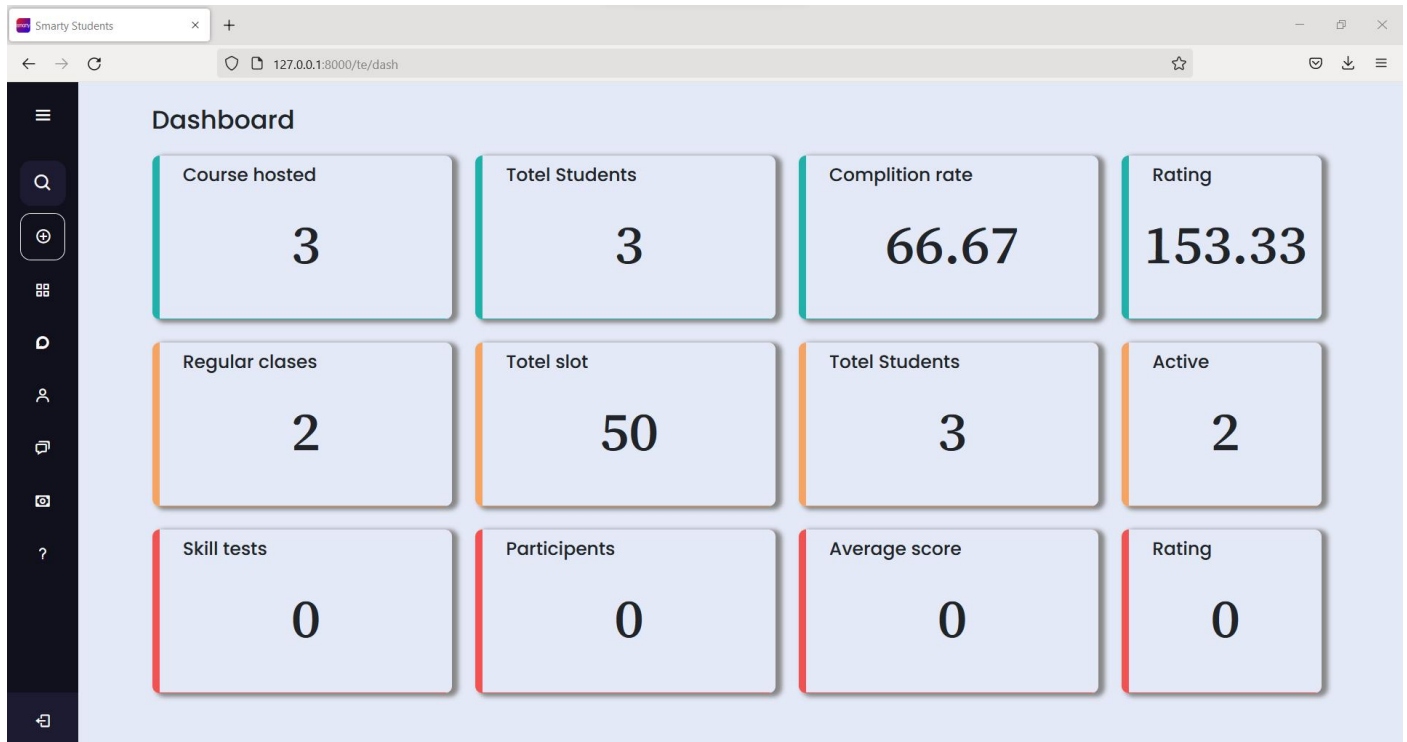 Smarty Students
127.0.0.1:8000/te/dash
Dashboard
Course hosted
3
Totel Students
3
Complition rate
66.67
Rating
153.33
Regular clases
2
Totel slot
50
Totel Students
3
Active
2
Skill tests
0
Participents
0
Average score
0
Rating
0